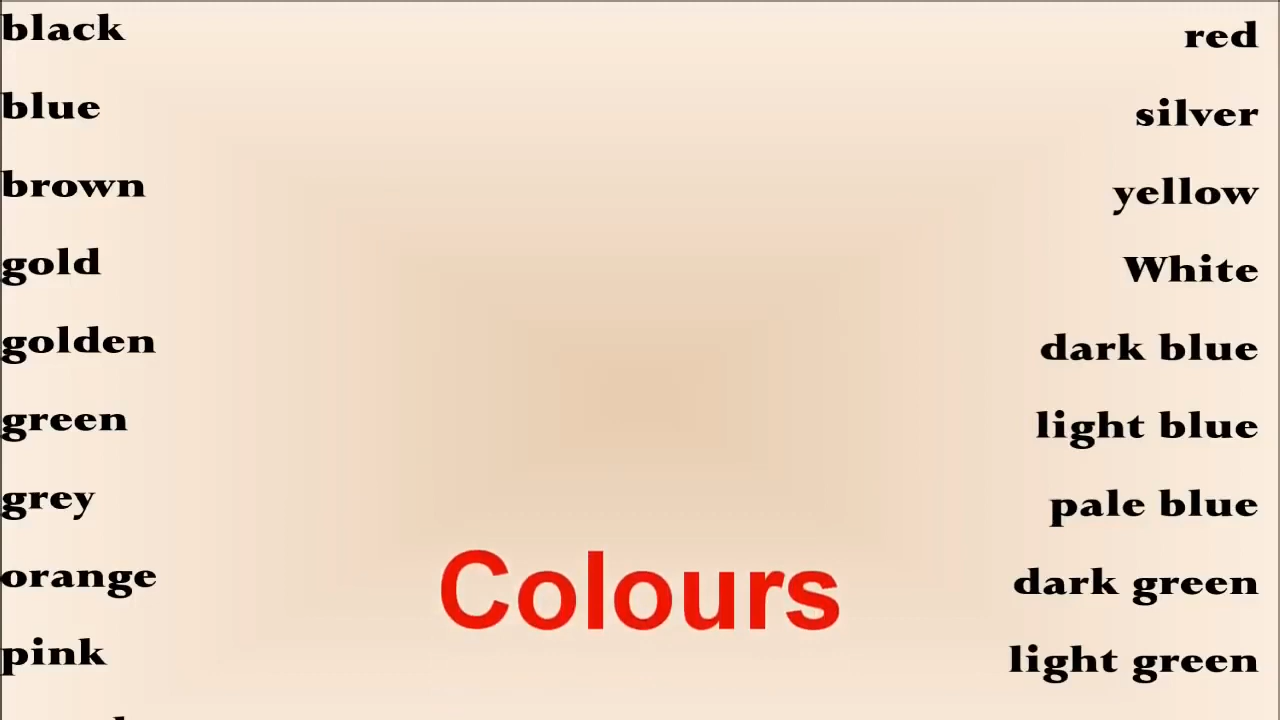 black
blue
brown
gold
golden
green
grey
orange
pink
red
silver
yellow
White
dark blue
light blue
pale blue
dark green
light green
Colours